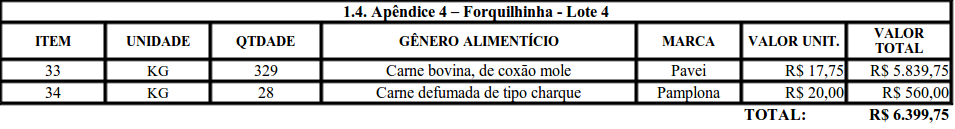 1.4. Apêndice 4 – Forquilhinha - Lote 4
ITEM UNIDADE QTDADE GÊNERO ALIMENTÍCIO MARCA VALOR UNIT. VALOR TOTAL
33 KG 329 Carne bovina, de coxão mole Pavei R$ 17,75 R$ 5.839,75
34 KG 28 Carne defumada de tipo charque Pamplona R$ 20,00 R$ 560,00
TOTAL: R$ 6.399,75